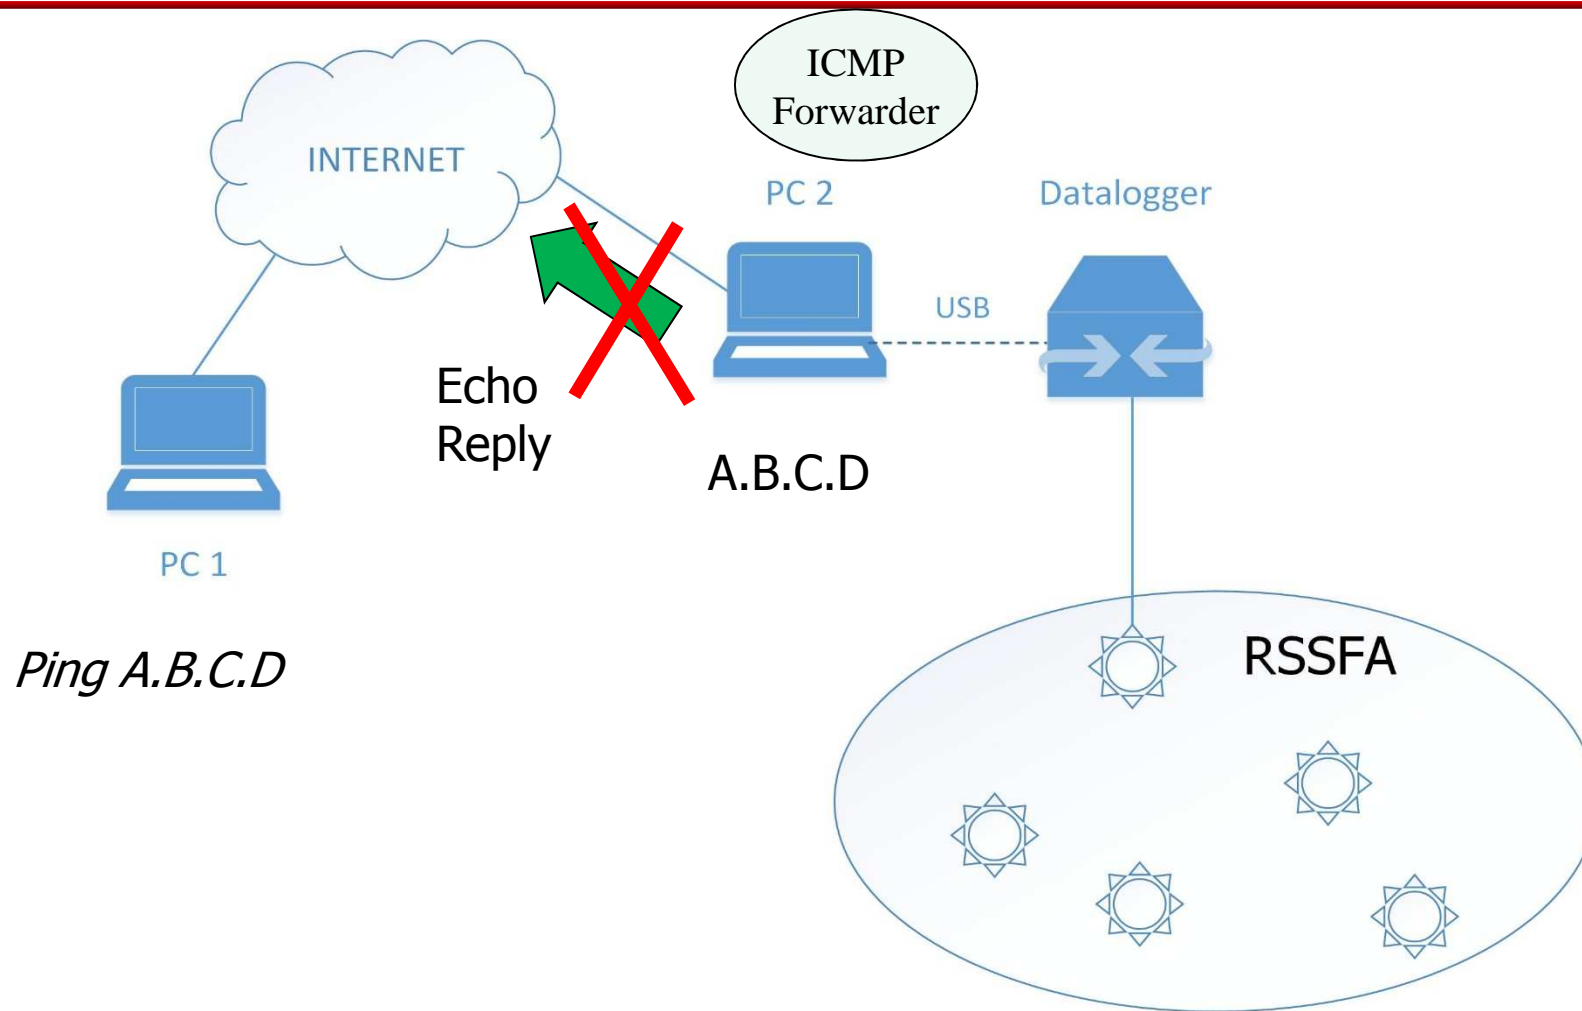 ICMP
Forwarder
INTERNET
PC 2
Datalogger
USB
Echo
Reply
A.B.C.D
PC 1
Ping A.B.C.D
RSSFA